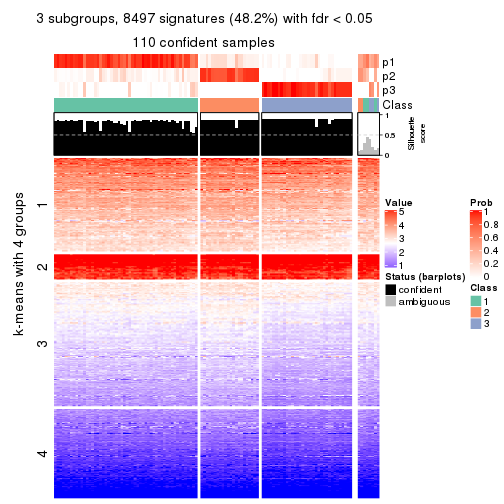 3 subgroups, 8497 signatures (48.2%) with fdr < 0.05
110 confident samples
p1
p2
p3
Class
1
0.5
0
Silhouette
score
k-means with 4 groups
1
2
3
4
Value
5
4
3
2
1
Status (barplots)
confident
ambiguous
Prob
1
0.8
0.6
0.4
0.2
0
Class
1
2
3